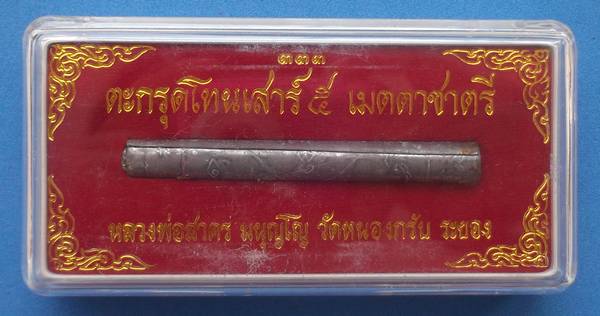 ๓๓๓
ตะกรุดโทนเสาร์ ๕ เมตตาชาตรี
หลวงพ่อสาคร มนุญโญ วัดหนองกรับ ระยอง